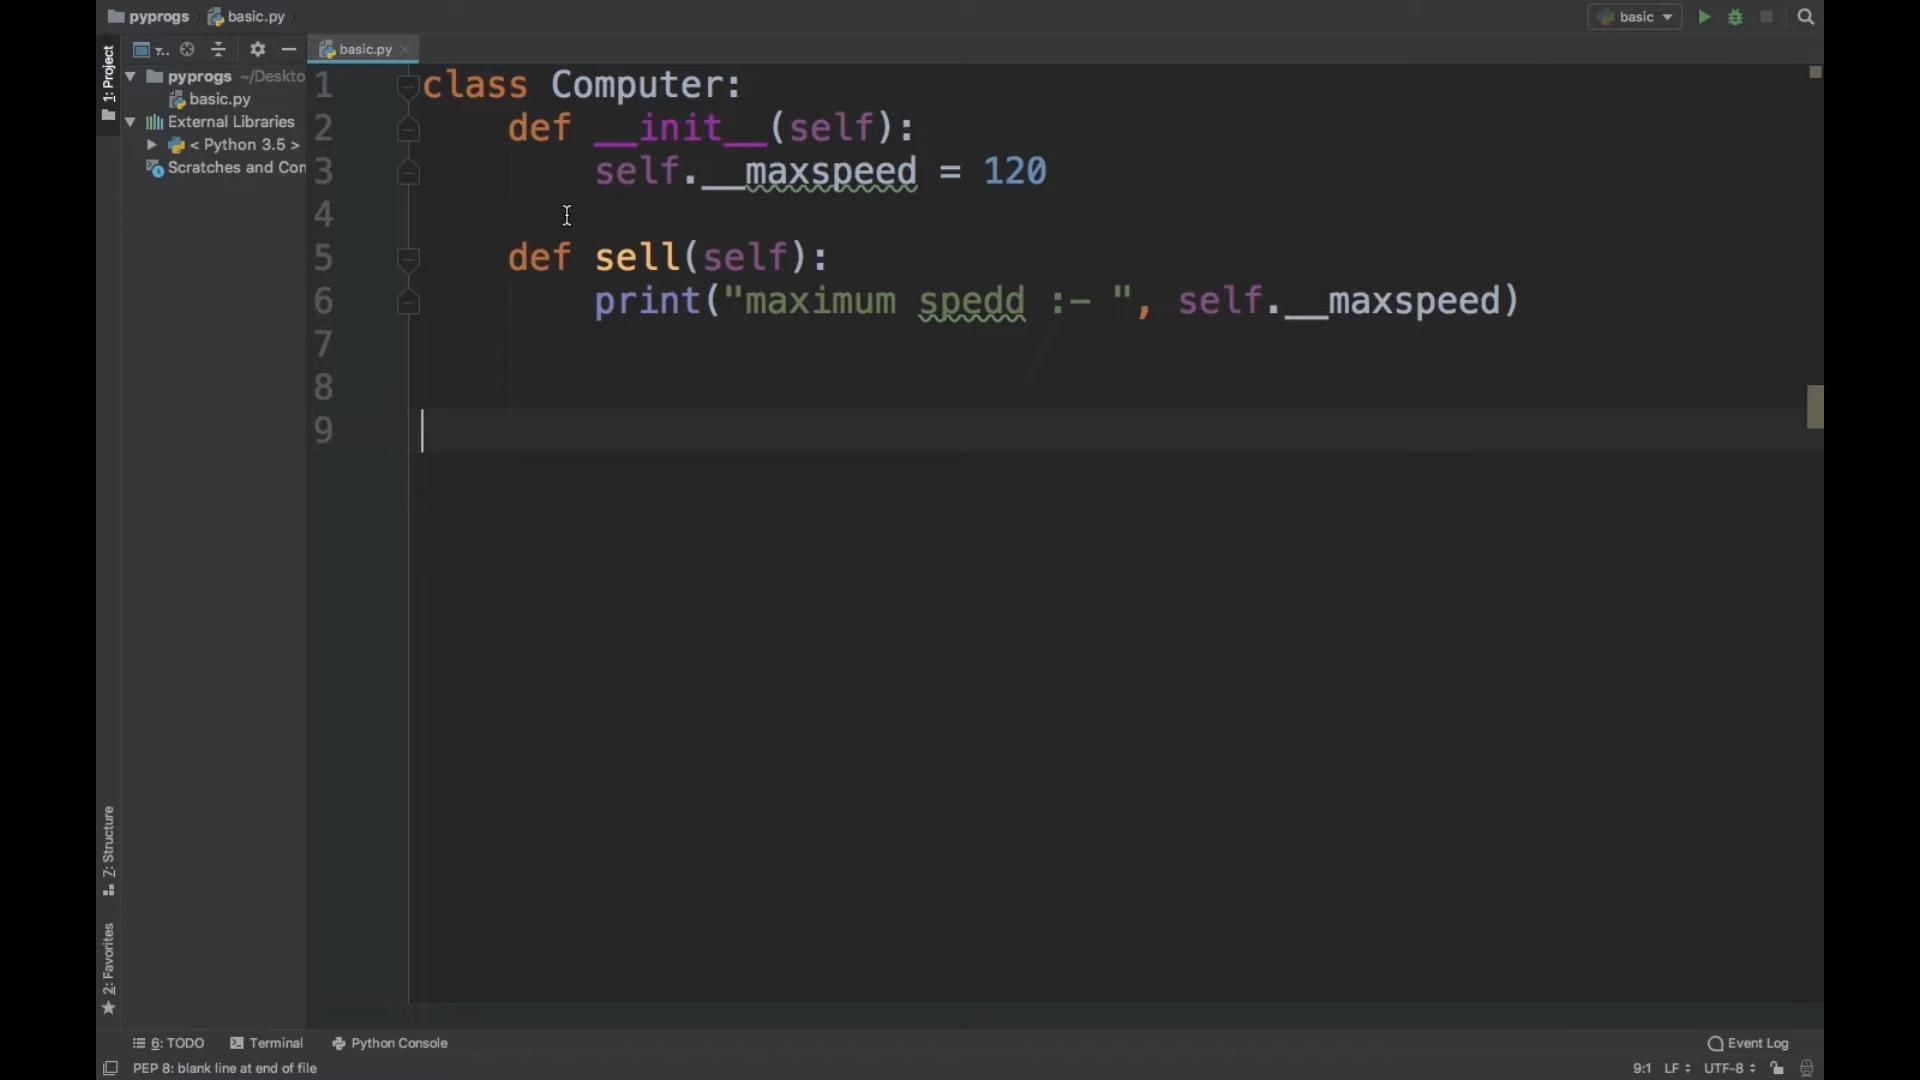 pyprogs basic.py
basic
1: Project
basic.py
pyprogs ~/Deskto
basic.py
External Libraries
< Python 3.5 >
Scratches and Con
1 class Computer:
2 def __init__(self):
3 self.__maxspeed = 120
4
5 def sell(self):
6 print("maximum spedd :- ", self.__maxspeed)
7
8
9
Z: Structure
2: Favorites
6: TODO Terminal Python Console Event Log
PEP 8: blank line at end of file 9:1 LF UTF-8